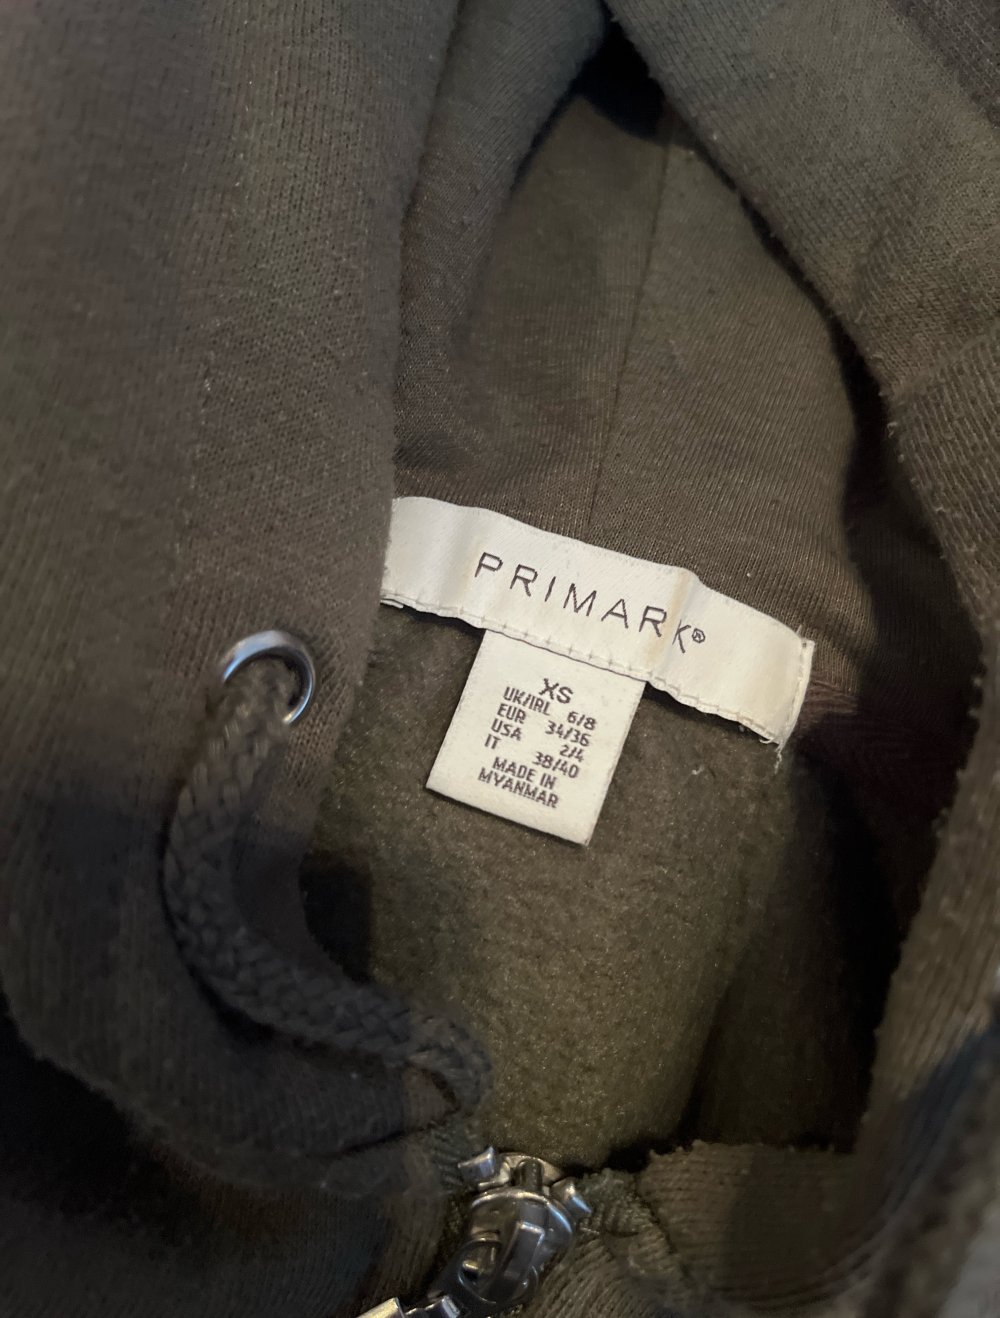 PRIMARK®
XS
UK/IRL 6/8
EUR 34/36
USA 2/4
IT 38/40
MADE IN
MYANMAR